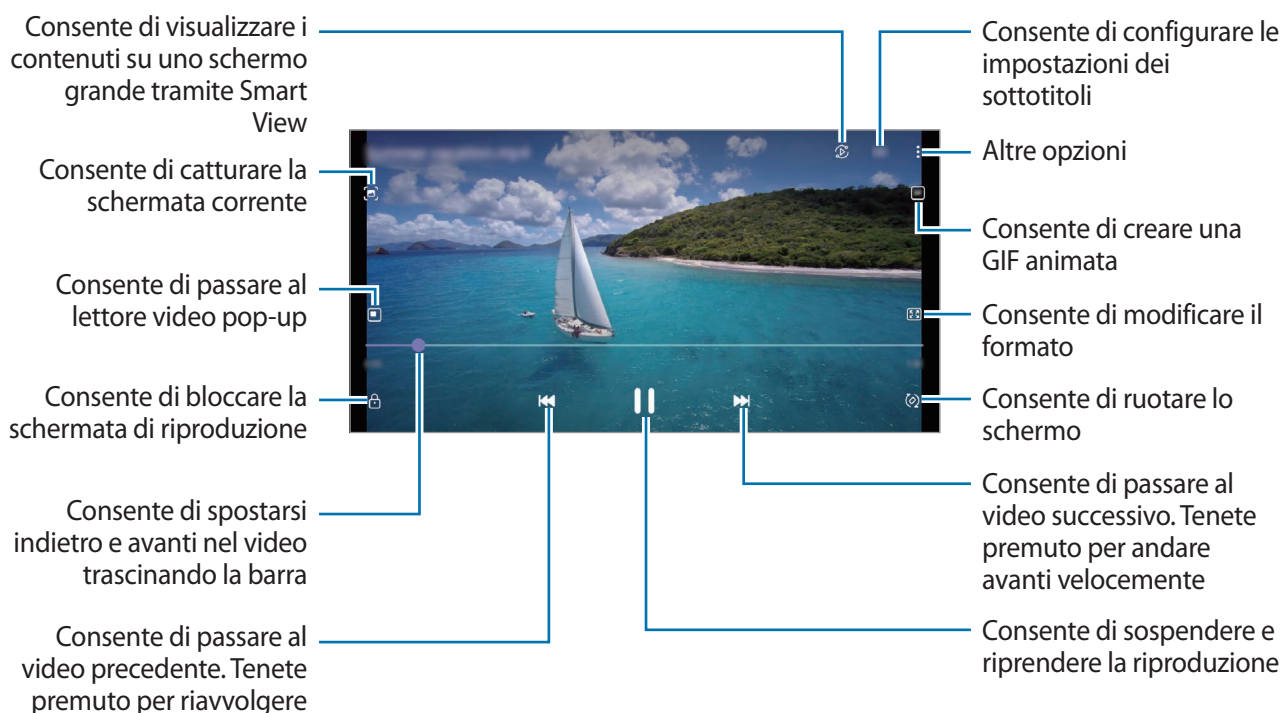 Consente di visualizzare i
contenuti su uno schermo
grande tramite Smart
View
Consente di catturare la
schermata corrente
Consente di passare al
lettore video pop-up
Consente di bloccare la
schermata di riproduzione
Consente di spostarsi
indietro e avanti nel video
trascinando la barra
Consente di passare al
video precedente. Tenete
premuto per riavvolgere
Consente di configurare le
impostazioni dei
sottotitoli
Altre opzioni
Consente di creare una
GIF animata
Consente di modificare il
formato
Consente di ruotare lo
schermo
Consente di passare al
video successivo. Tenete
premuto per andare
avanti velocemente
Consente di sospendere e
riprendere la riproduzione